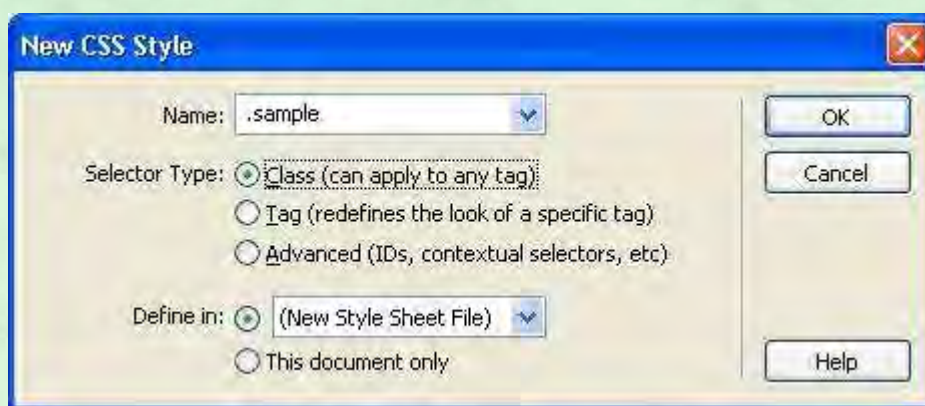 New CSS Style
Name: .sample
OK
Selector Type: Class (can apply to any tag)
Cancel
Tag (redefines the look of a specific tag)
Advanced (IDs, contextual selectors, etc)
Define in: (New Style Sheet File)
This document only
Help